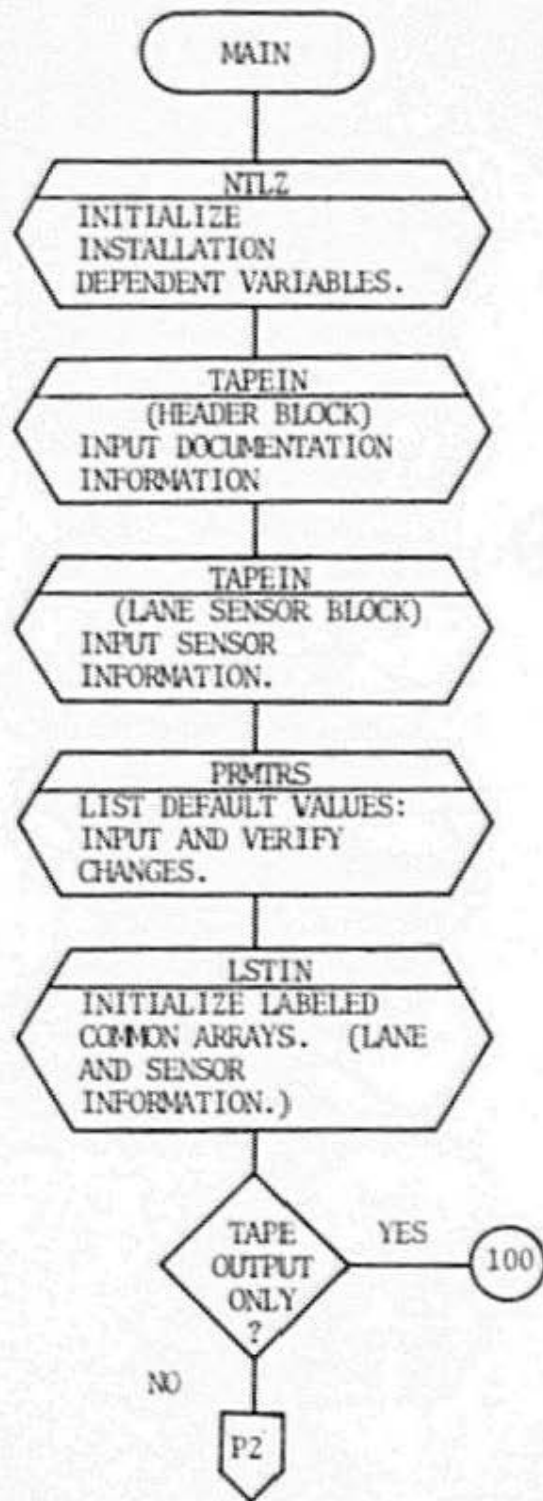 MAIN
NTLZ
INITIALIZE
INSTALLATION
DEPENDENT VARIABLES.
TAPEIN
(HEADER BLOCK)
INPUT DOCUMENTATION
INFORMATION
TAPEIN
(LANE SENSOR BLOCK)
INPUT SENSOR
INFORMATION.
PRMTRS
LIST DEFAULT VALUES:
INPUT AND VERIFY
CHANGES.
LSTIN
INITIALIZE LABELED
COMMON ARRAYS. (LANE
AND SENSOR
INFORMATION.)
TAPE
OUTPUT
ONLY
?
YES
100
NO
P2